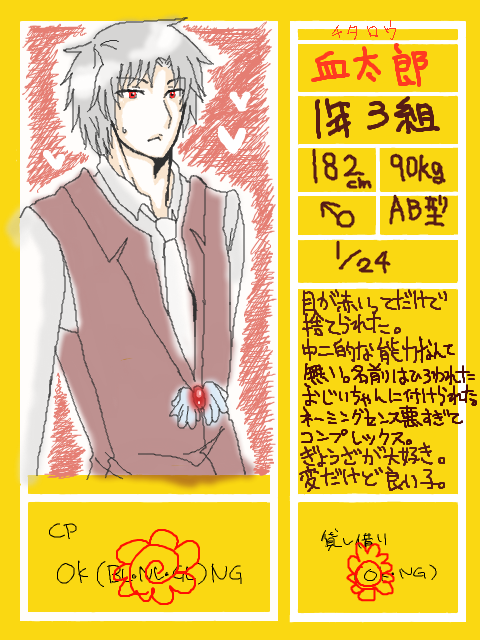 チタロウ
血太郎
1年3組
182cm
90kg
♂
AB型
1/24
目が赤いってだけで
捨てられた。
中二的な能力なんて
無い。名前はひろわれた
おじいちゃんに付けられた。
ネーミングセンス悪すぎて
コンプレックス。
ぎょうざが大好き。
変だけど良い子。
CP
OK(BL・NL・GL)NG
貸し借り
OK・NG)